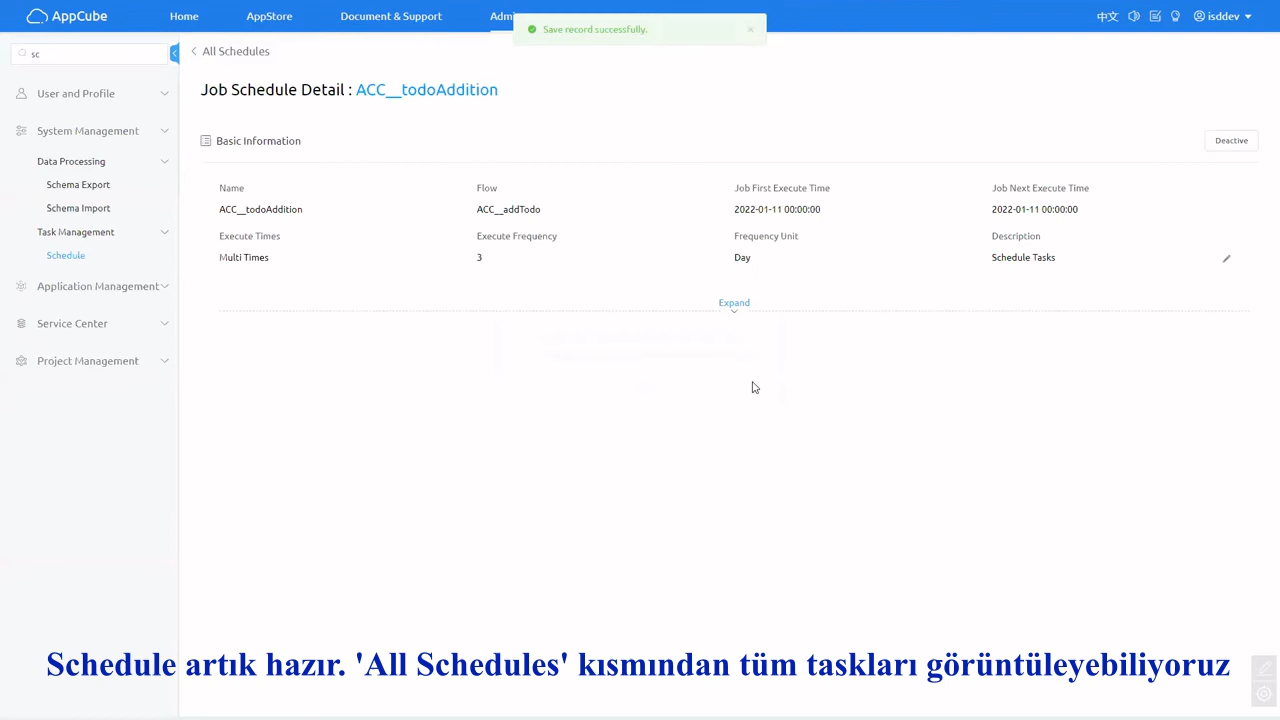 AppCube
Home
AppStore
Document & Support
中文
isddev
Save record successfully.
sc
User and Profile
System Management
Data Processing
Schema Export
Schema Import
Task Management
Schedule
Application Management
Service Center
Project Management
All Schedules
Job Schedule Detail : ACC__todoAddition
Basic Information
Deactive
Name
Flow
Job First Execute Time
Job Next Execute Time
ACC__todoAddition
ACC__addTodo
2022-01-11 00:00:00
2022-01-11 00:00:00
Execute Times
Execute Frequency
Frequency Unit
Description
Multi Times
3
Day
Schedule Tasks
Expand
Schedule artık hazır. 'All Schedules' kısmından tüm taskları görüntüleyebiliyoruz